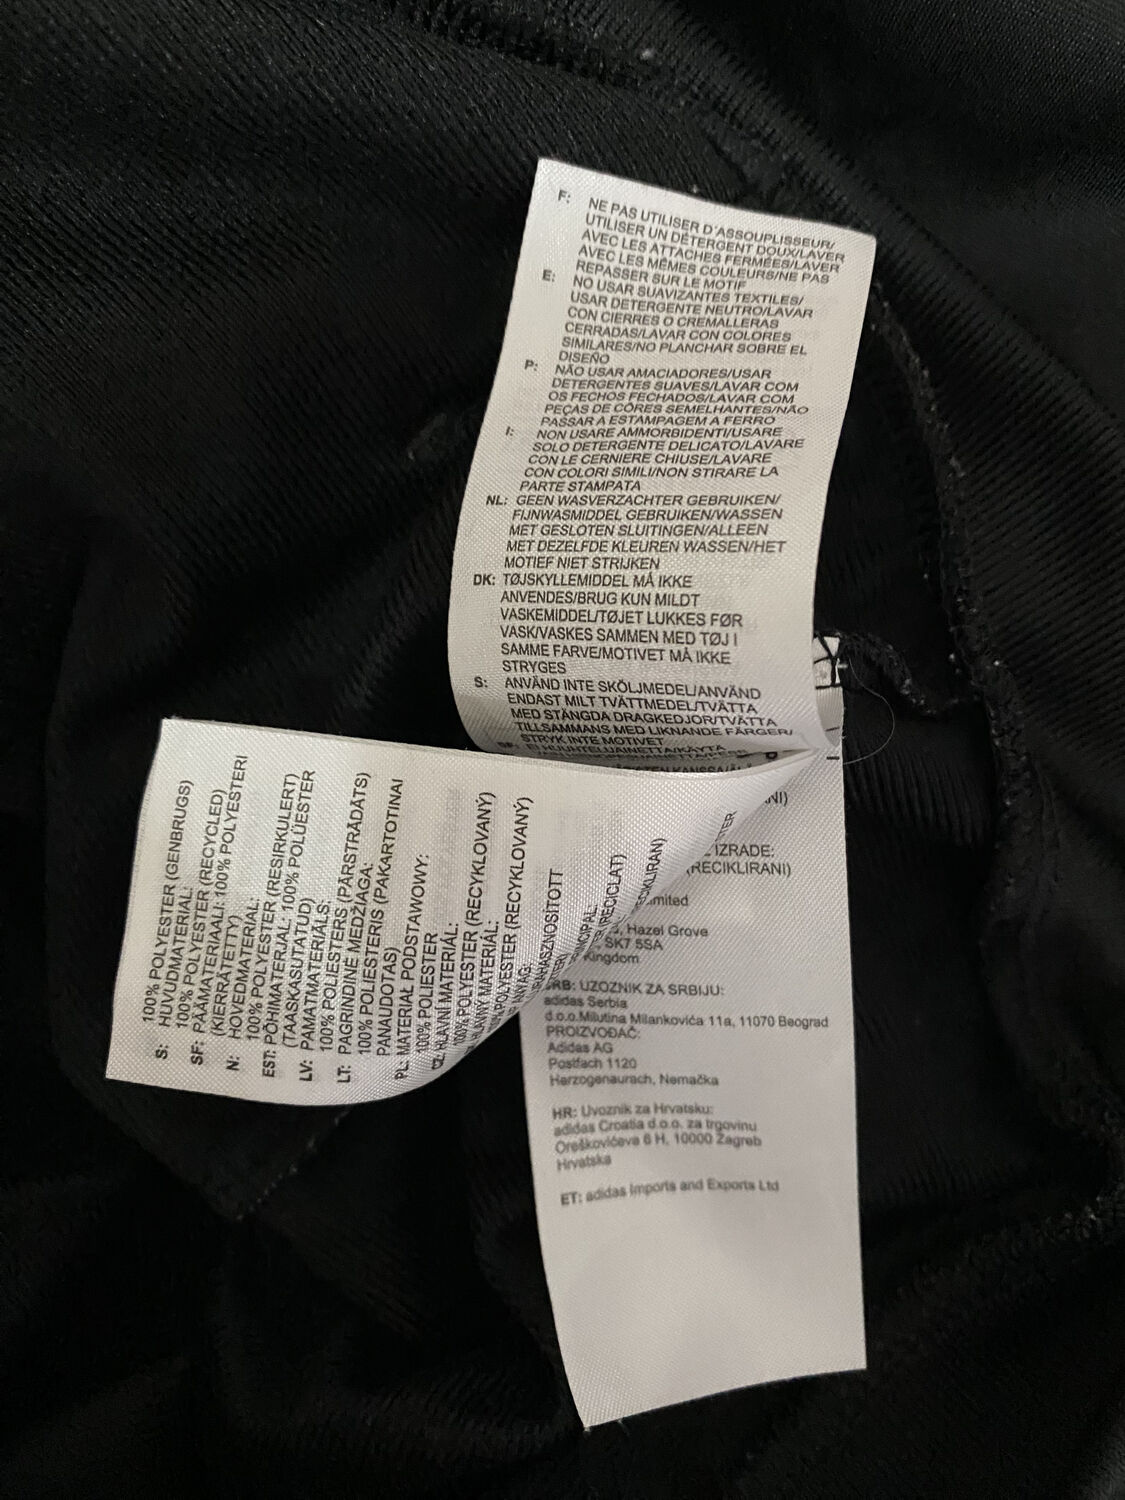 F: NE PAS UTILISER D'ASSOUPLISSEUR/
UTILISER UN DÉTERGENT DOUX/LAVER
AVEC LES ATTACHES FERMÉES/LAVER
AVEC LES MÊMES COULEURS/NE PAS
REPASSER SUR LE MOTIF
E: NO USAR SUAVIZANTES TEXTILES/
USAR DETERGENTE NEUTRO/LAVAR
CON CIERRES O CREMALLERAS
CERRADAS/LAVAR CON COLORES
SIMILARES/NO PLANCHAR SOBRE EL
DISEÑO
P: NÃO USAR AMACIADORES/USAR
DETERGENTES SUAVES/LAVAR COM
OS FECHOS FECHADOS/LAVAR COM
PEÇAS DE CÔRES SEMELHANTES/NÃO
PASSAR A ESTAMPAGEM A FERRO
I: NON USARE AMMORBIDENTI/USARE
SOLO DETERGENTE DELICATO/LAVARE
CON LE CERNIERE CHIUSE/LAVARE
CON COLORI SIMILI/NON STIRARE LA
PARTE STAMPATA
NL: GEEN WASVERZACHTER GEBRUIKEN/
FIJNWASMIDDEL GEBRUIKEN/WASSEN
MET GESLOTEN SLUITINGEN/ALLEEN
MET DEZELFDE KLEUREN WASSEN/HET
MOTIEF NIET STRIJKEN
DK: TØJSKYLLEMIDDEL MÅ IKKE
ANVENDES/BRUG KUN MILDT
VASKEMIDDEL/TØJET LUKKES FØR
VASK/VASKES SAMMEN MED TØJ I
SAMME FARVE/MOTIVET MÅ IKKE
STRYGES
S: ANVÄND INTE SKÖLJMEDEL/ANVÄND
ENDAST MILT TVÄTTMEDEL/TVÄTTA
MED STÄNGDA DRAGKEDJOR/TVÄTTA
TILLSAMMANS MED LIKNANDE FÄRGER/
STRYK INTE MOTIVET
100% POLYESTER (GENBRUGS)
S: HUVUDMATERIAL:
100% POLYESTER (RECYCLED)
SF: PÄÄMATERIAALI: 100% POLYESTERI
(KIERRÄTETTY)
N: HOVEDMATERIAL:
100% POLYESTER (RESIRKULERT)
EST: PÕHIMATERJAL: 100% POLÜESTER
(TAASKASUTATUD)
LV: PAMATMATERIĀLS:
100% POLIESTERS (PĀRSTRĀDĀTS)
LT: PAGRINDINĖ MEDŽIAGA:
100% POLIESTERIS (PAKARTOTINAI
PANAUDOTAS)
PL: MATERIAŁ PODSTAWOWY:
100% POLIESTER
CZ: HLAVNÍ MATERIÁL:
100% POLYESTER (RECYKLOVANÝ)
HLAVNÝ MATERIÁL:
100% POLYESTER (RECYKLOVANÝ)
IZRADE:
(RECIKLIRANI)
Hazel Grove
SK7 5SA
Kingdom
SRB: UZOZNIK ZA SRBIJU:
adidas Serbia
d.o.o.Milutina Milankovića 11a, 11070 Beograd
PROIZVOĐAČ:
Adidas AG
Postfach 1120
Herzogenaurach, Nemačka
HR: Uvoznik za Hrvatsku:
adidas Croatia d.o.o. za trgovinu
Oreškovićeva 6 H, 10000 Zagreb
Hrvatska
ET: adidas Imports and Exports Ltd